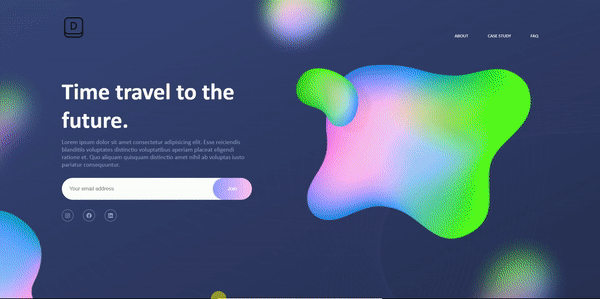 D
ABOUT CASE STUDY FAQ
Time travel to the
future.
Lorem ipsum dolor sit amet consectetur adipisicing elit. Esse reiciendis
blanditiis voluptates distinctio voluptatibus aperiam placeat eligendi
ratione et. Quo aliquam quisquam distinctio amet nihil ab voluptas iusto
pariatur consequuntur.
Your email address Join